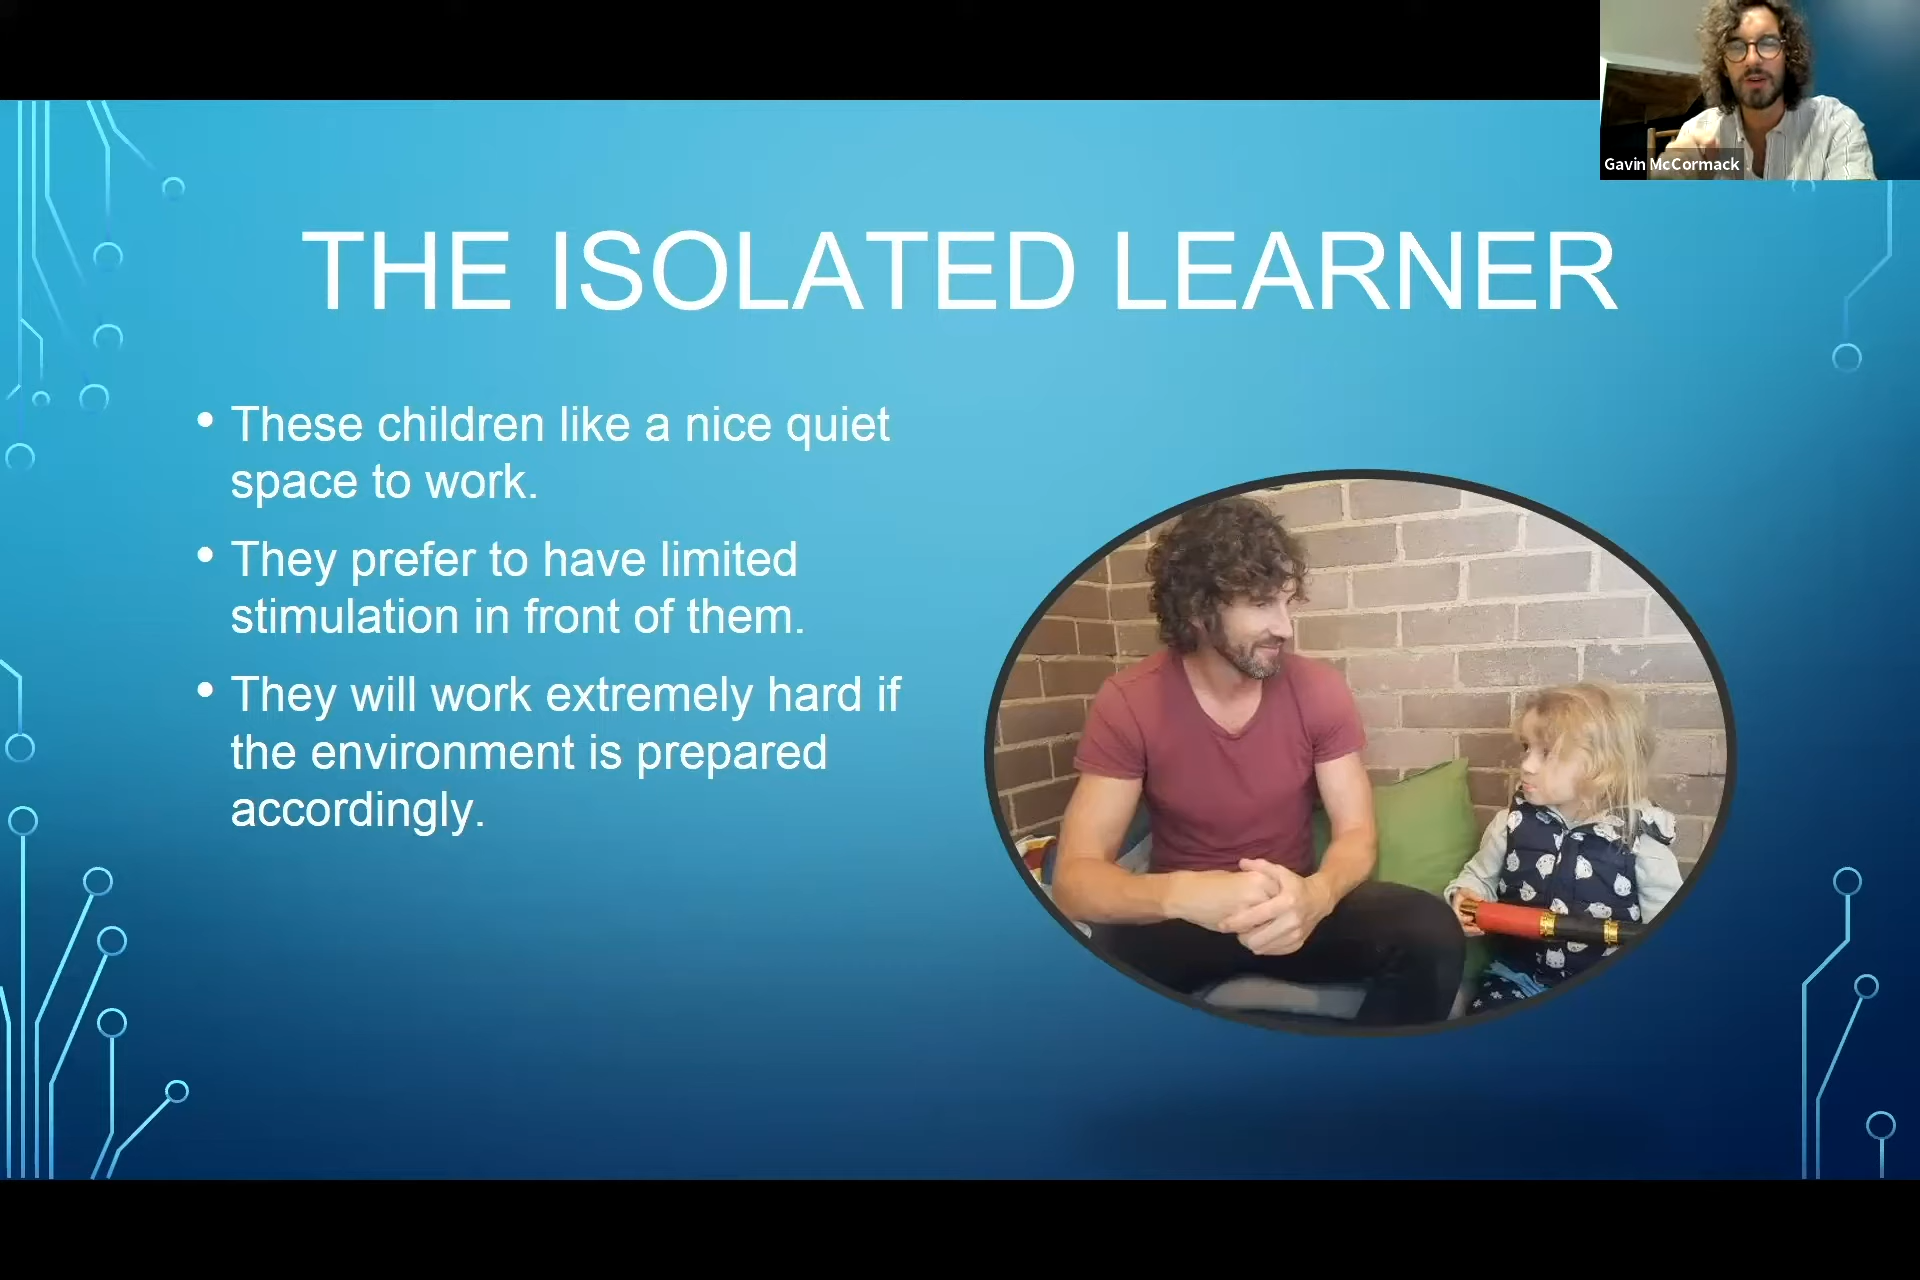 Gavin McCormack
THE ISOLATED LEARNER
• These children like a nice quiet
space to work.
• They prefer to have limited
stimulation in front of them.
• They will work extremely hard if
the environment is prepared
accordingly.